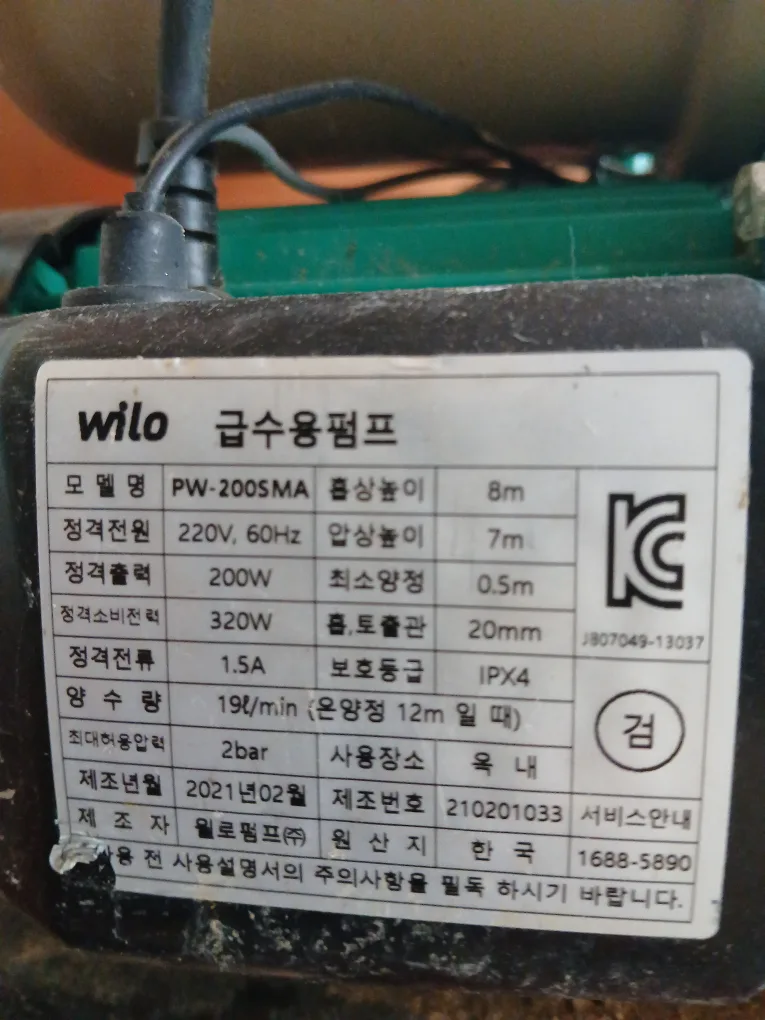 wilo 급수용펌프
모델명 PW-200SMA 흡상높이 8m
정격전원 220V, 60Hz 압상높이 7m
정격출력 200W 최소양정 0.5m
정격소비전력 320W 흡,토출관 20mm
JB07049-13037
정격전류 1.5A 보호등급 IPX4
양수량 19ℓ/min (온양정 12m 일 때)
검
최대허용압력 2bar 사용장소 옥내
제조년월 2021년02월 제조번호 210201033 서비스안내
제조자 윌로펌프㈜ 원산지 한국 1688-5890
사용 전 사용설명서의 주의사항을 필독 하시기 바랍니다.